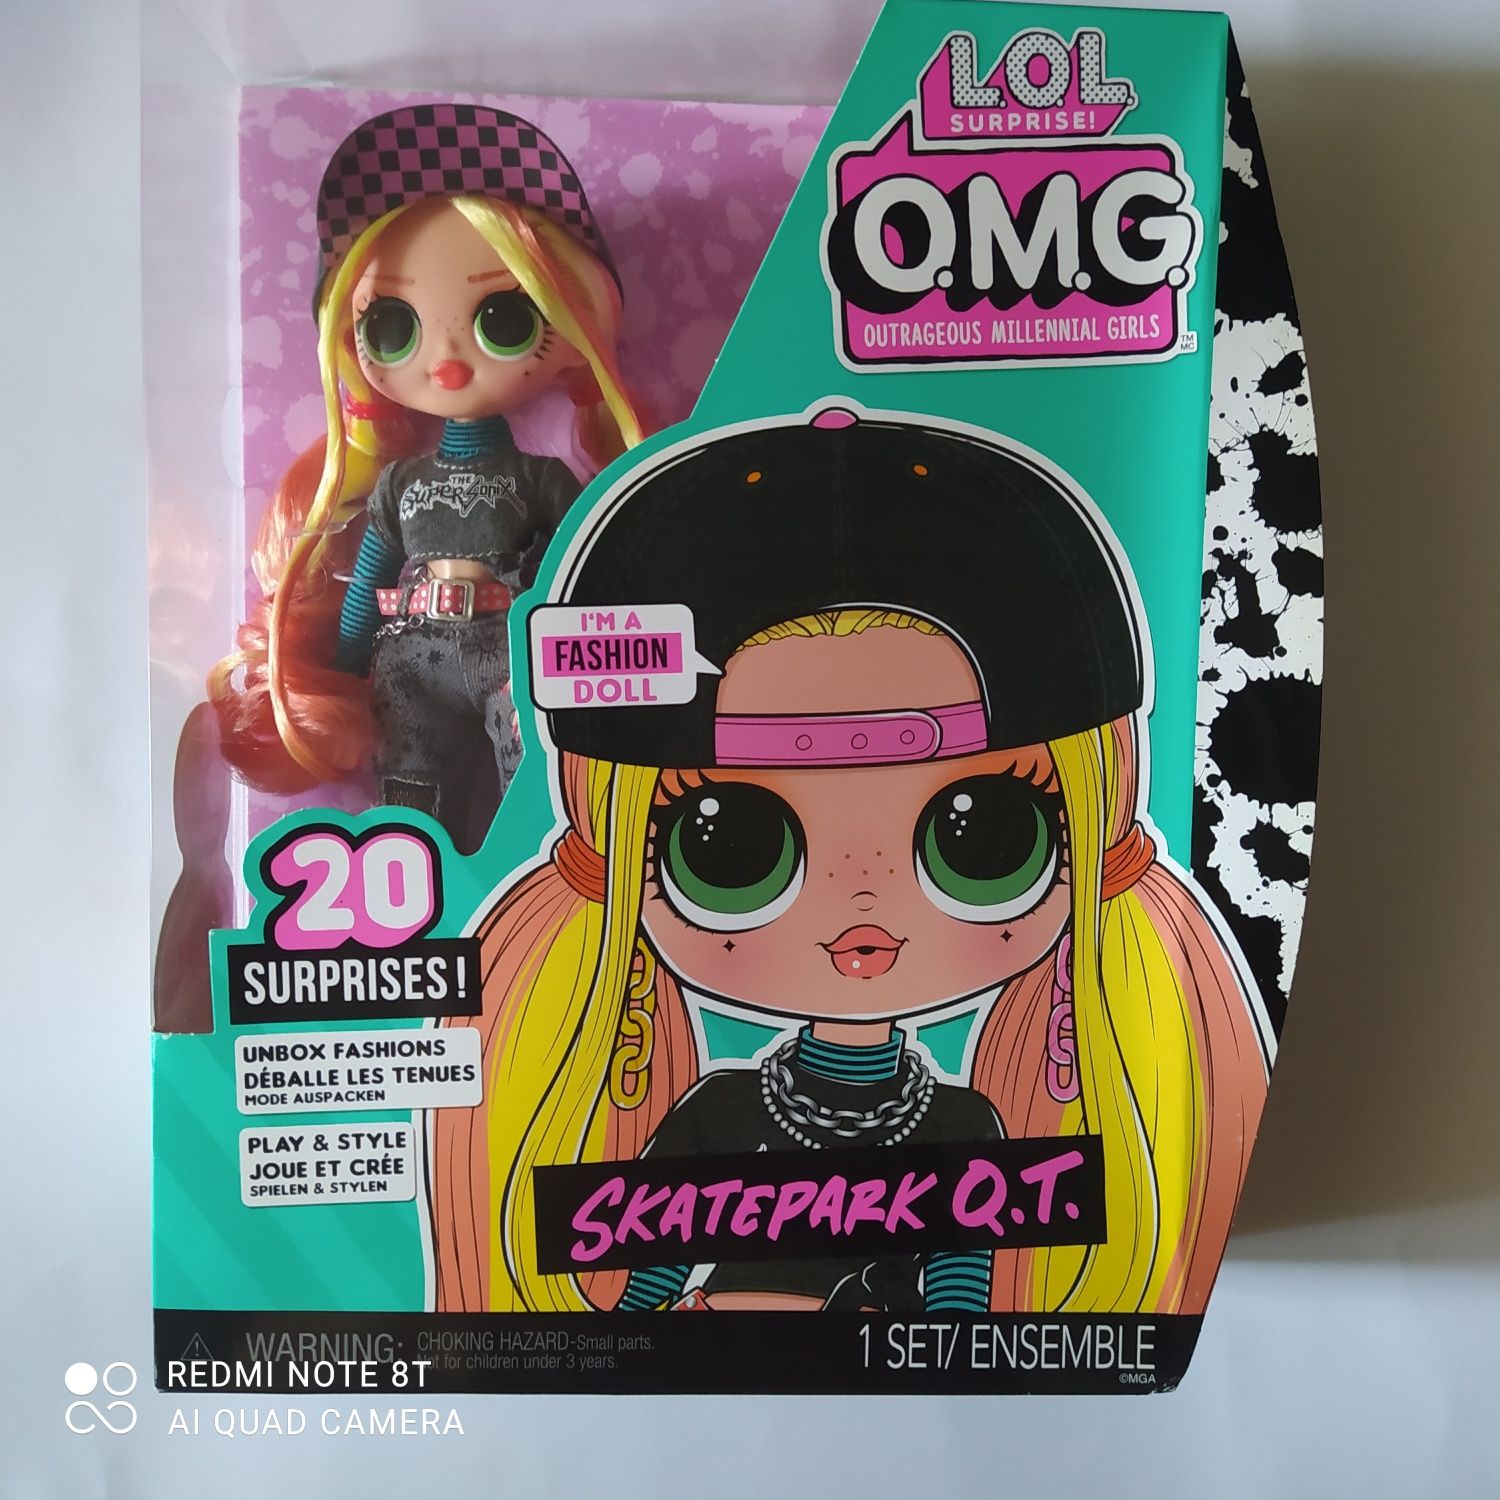 L.O.L.
SURPRISE!
O.M.G.
OUTRAGEOUS MILLENNIAL GIRLS
TM
MC
THE
SUPERSONIX
I'M A
FASHION
DOLL
20
SURPRISES!
UNBOX FASHIONS
DÉBALLE LES TENUES
MODE AUSPACKEN
PLAY & STYLE
JOUE ET CRÉE
SPIELEN & STYLEN
SKATEPARK Q.T.
WARNING: CHOKING HAZARD-Small parts.
Not for children under 3 years.
1 SET/ ENSEMBLE
©MGA
REDMI NOTE 8T
AI QUAD CAMERA